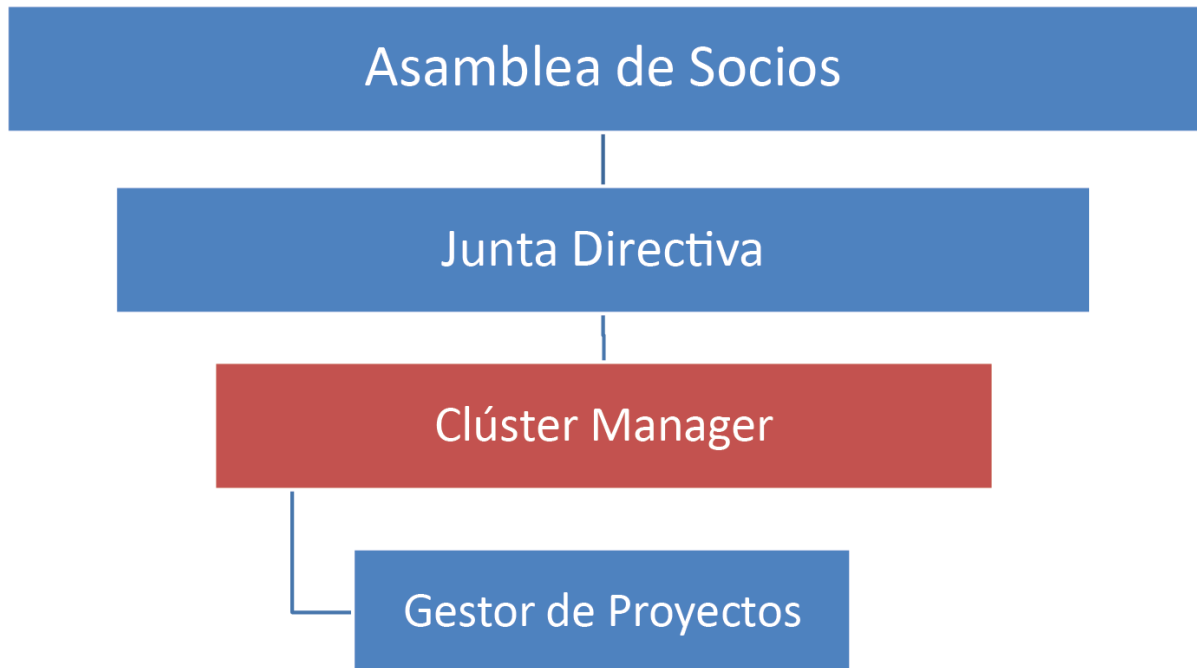 Asamblea de Socios
Junta Directiva
Clúster Manager
Gestor de Proyectos